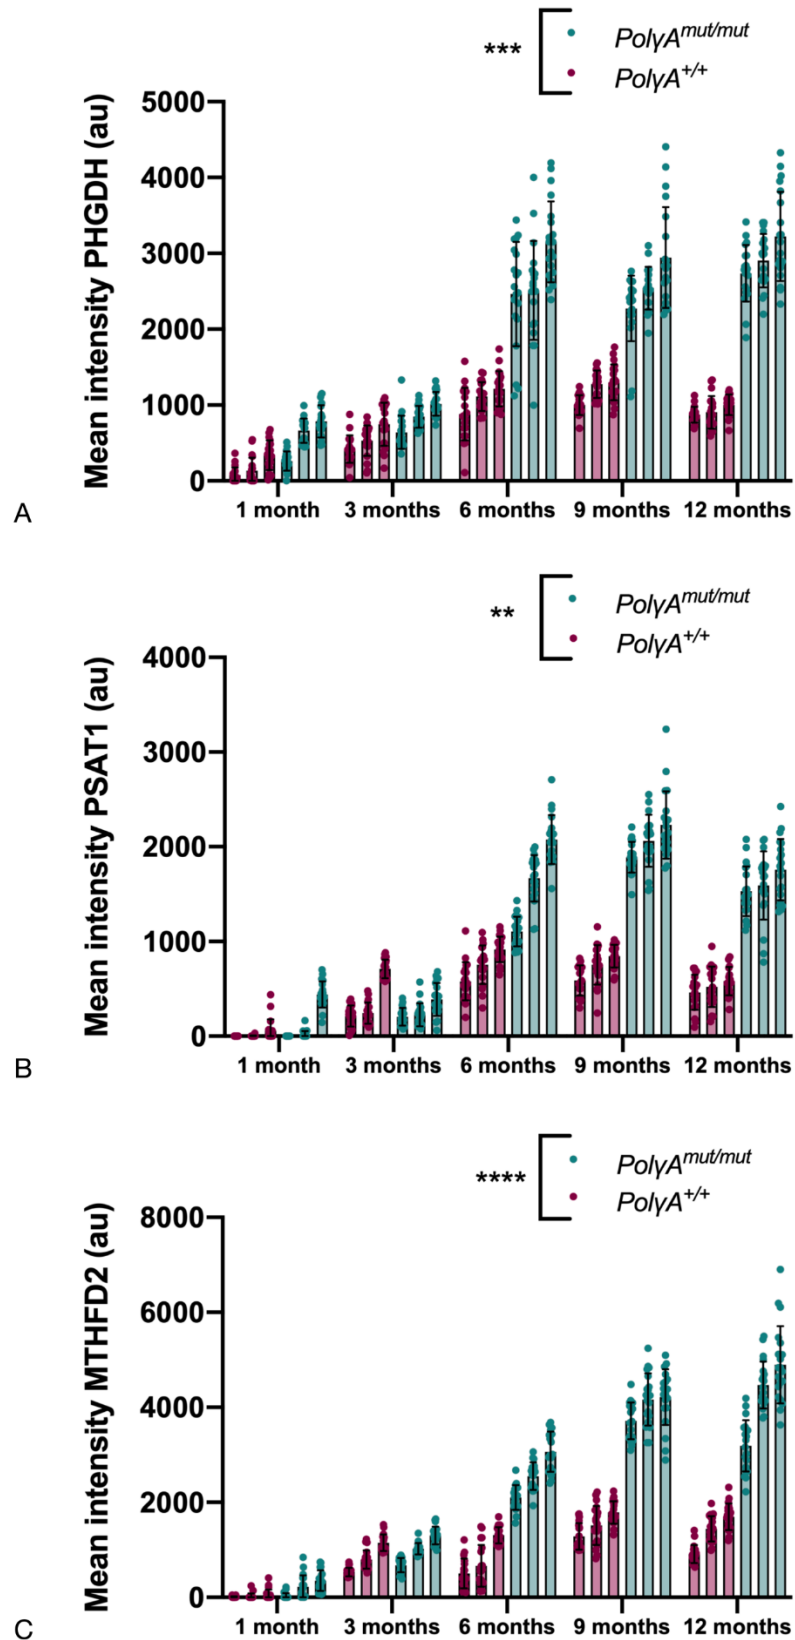 *** PolγA^mut/mut
PolγA^+/+
Mean intensity PHGDH (au)
5000
4000
3000
2000
1000
0
1 month 3 months 6 months 9 months 12 months
A
** PolγA^mut/mut
PolγA^+/+
Mean intensity PSAT1 (au)
4000
3000
2000
1000
0
1 month 3 months 6 months 9 months 12 months
B
**** PolγA^mut/mut
PolγA^+/+
Mean intensity MTHFD2 (au)
8000
6000
4000
2000
0
1 month 3 months 6 months 9 months 12 months
C